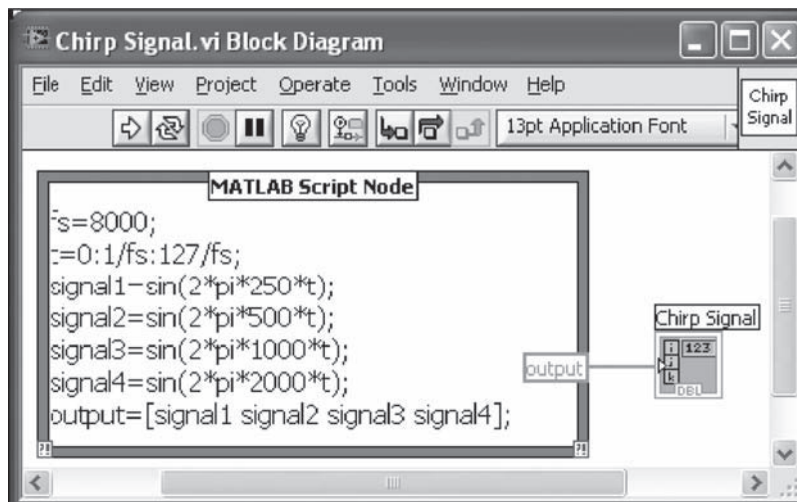 Chirp Signal.vi Block Diagram
File Edit View Project Operate Tools Window Help
Chirp
Signal
13pt Application Font
MATLAB Script Node
fs=8000;
t=0:1/fs:127/fs;
signal1=sin(2*pi*250*t);
signal2=sin(2*pi*500*t);
signal3=sin(2*pi*1000*t);
signal4=sin(2*pi*2000*t);
output=[signal1 signal2 signal3 signal4];
output
Chirp Signal
i 123
j
k
DBL